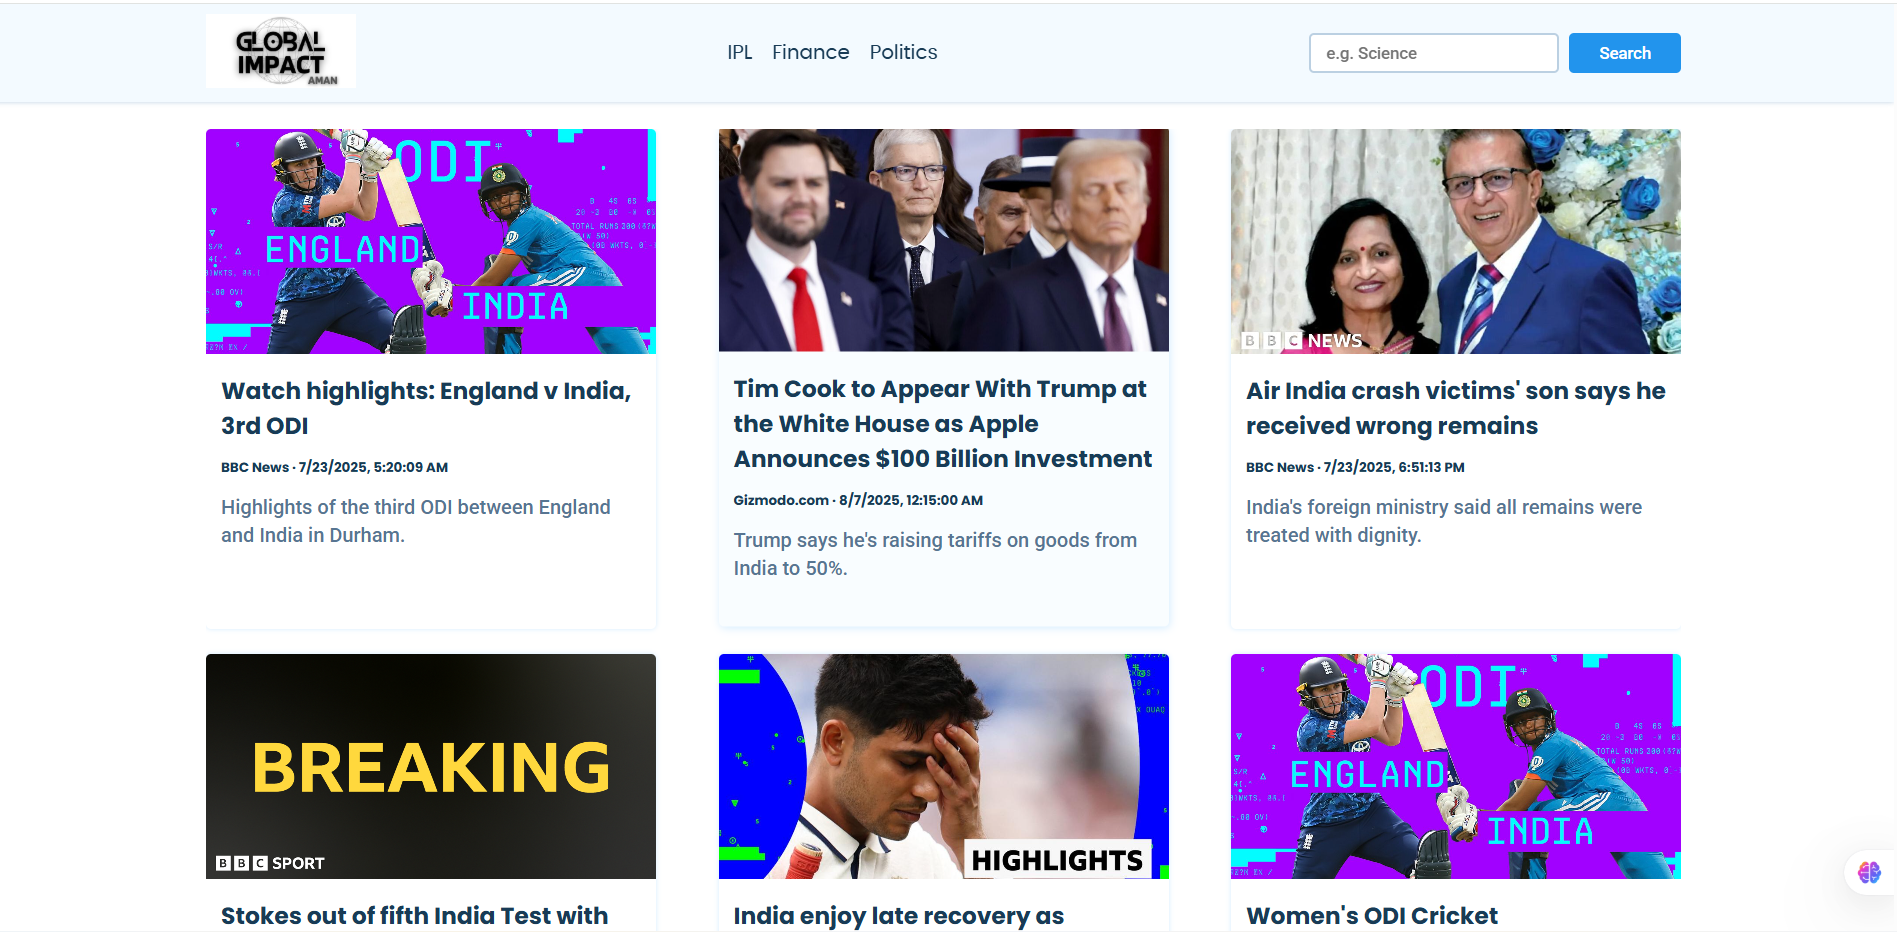 GLOBAL
IMPACT
AMAN
IPL Finance Politics
e.g. Science
Search
ODI
ENGLAND
INDIA
Watch highlights: England v India,
3rd ODI
BBC News · 7/23/2025, 5:20:09 AM
Highlights of the third ODI between England
and India in Durham.
Tim Cook to Appear With Trump at
the White House as Apple
Announces $100 Billion Investment
Gizmodo.com · 8/7/2025, 12:15:00 AM
Trump says he's raising tariffs on goods from
India to 50%.
BBC NEWS
Air India crash victims' son says he
received wrong remains
BBC News · 7/23/2025, 6:51:13 PM
India's foreign ministry said all remains were
treated with dignity.
BREAKING
BBC SPORT
Stokes out of fifth India Test with
HIGHLIGHTS
India enjoy late recovery as
ODI
ENGLAND
INDIA
Women's ODI Cricket